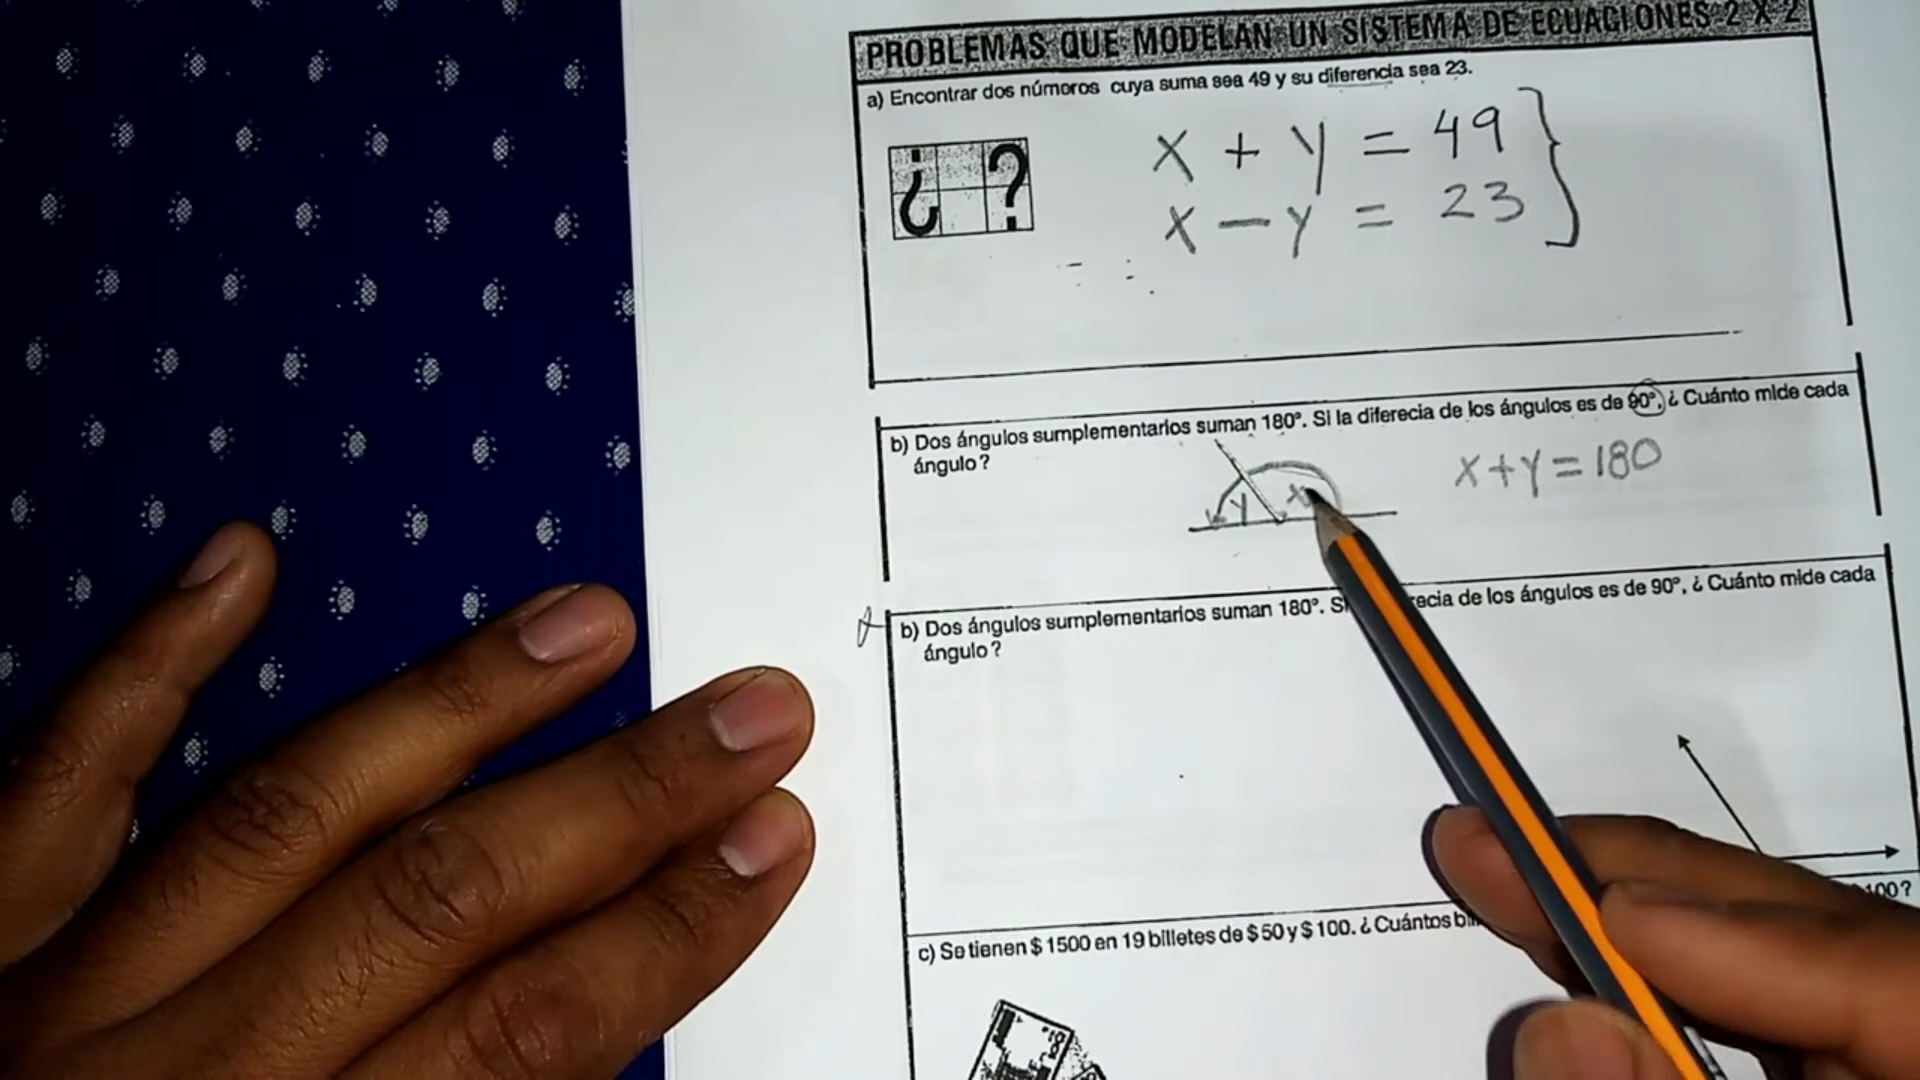 PROBLEMAS QUE MODELAN UN SISTEMA DE ECUACIONES 2 X 2
a) Encontrar dos números cuya suma sea 49 y su diferencia sea 23.
¿ ?
x + y = 49
x - y = 23
b) Dos ángulos sumplementarios suman 180°. Si la diferecia de los ángulos es de 90°, ¿ Cuánto mide cada
ángulo?
y x
x + y = 180
b) Dos ángulos sumplementarios suman 180°. Si recia de los ángulos es de 90°, ¿ Cuánto mide cada
ángulo?
c) Se tienen $ 1500 en 19 billetes de $ 50 y $ 100. ¿ Cuántos bi 100?